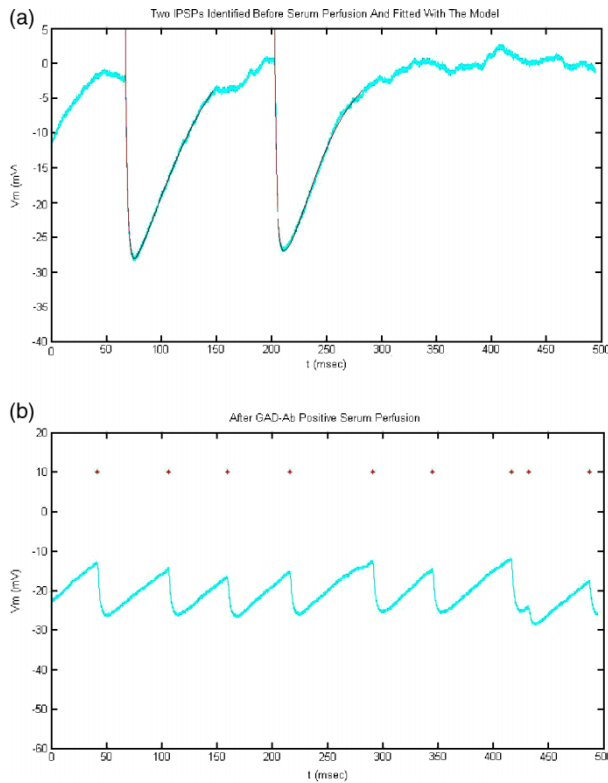 (a)
Two IPSPs Identified Before Serum Perfusion And Fitted With The Model
5
0
-5
-10
-15
-20
-25
-30
-35
-40
Vm (mV)
0 50 100 150 200 250 300 350 400 450 500
t (msec)
(b)
After GAD-Ab Positive Serum Perfusion
20
10
0
-10
-20
-30
-40
-50
-60
Vm (mV)
0 50 100 150 200 250 300 350 400 450 500
t (msec)